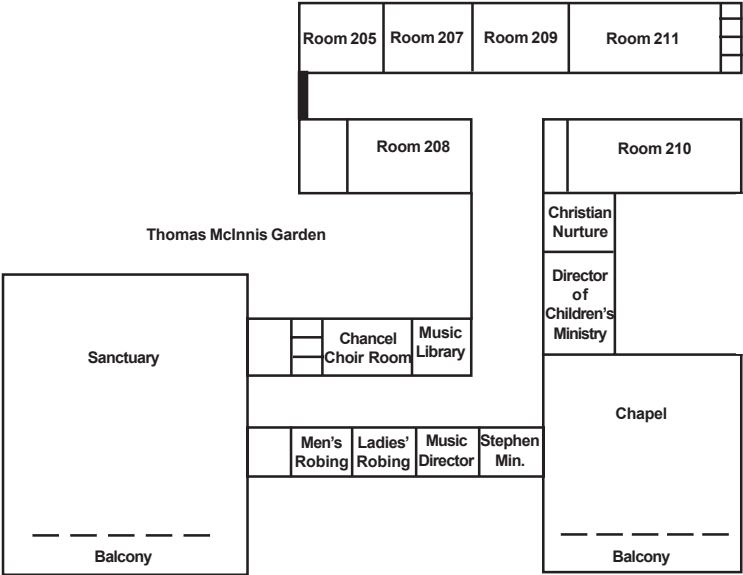 Room 205
Room 207
Room 209
Room 211
Room 208
Room 210
Christian
Nurture
Thomas McInnis Garden
Director
of
Children's
Ministry
Sanctuary
Chancel
Choir Room
Music
Library
Chapel
Men's
Robing
Ladies'
Robing
Music
Director
Stephen
Min.
Balcony
Balcony